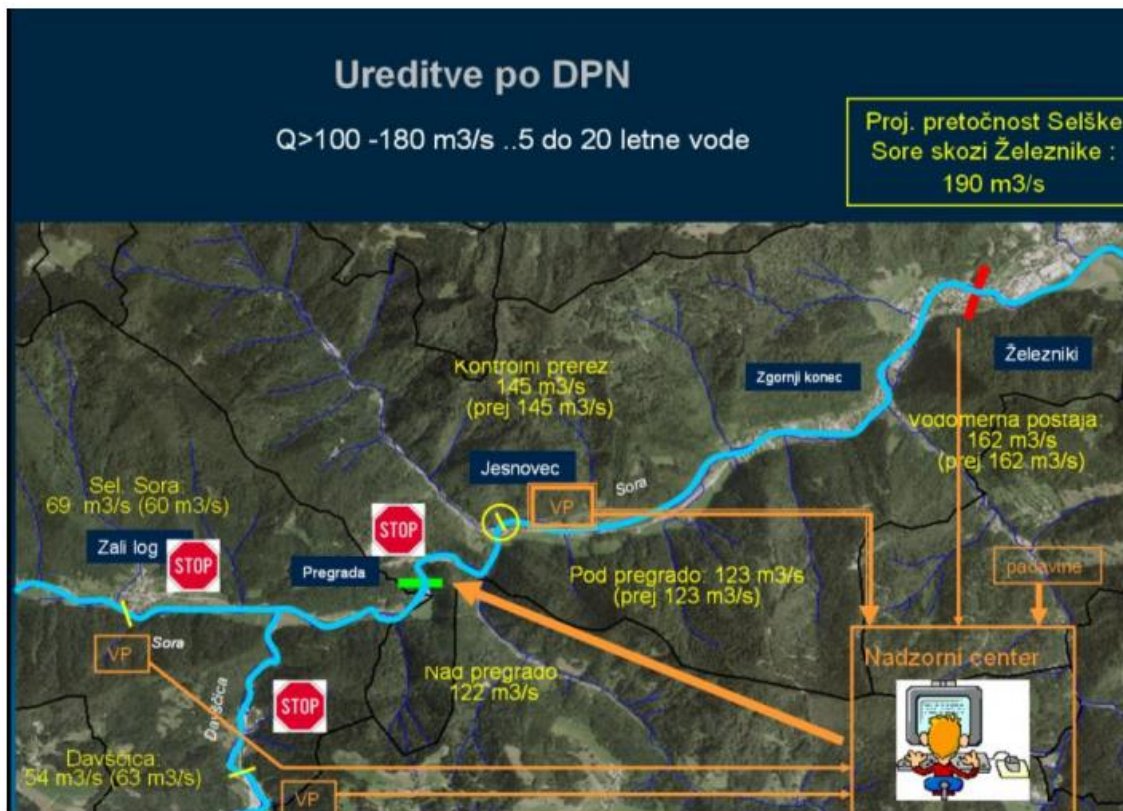 Ureditve po DPN
Q>100 -180 m3/s ..5 do 20 letne vode
Proj. pretočnost Selške
Sore skozi Železnike :
190 m3/s
Kontrolni prerez:
145 m3/s
(prej 145 m3/s)
Zgornji konec
Železniki
Vodomerna postaja:
162 m3/s
(prej 162 m3/s)
Jesnovec
Sora
VP
Sel. Sora:
69 m3/s (60 m3/s)
Zali log
STOP
STOP
Pregrada
Pod pregrado: 123 m3/s
(prej 123 m3/s)
padavine
Sora
VP
Nad pregrado
122 m3/s
Nadzorni center
Davščica
STOP
Davščica:
54 m3/s (63 m3/s)
VP